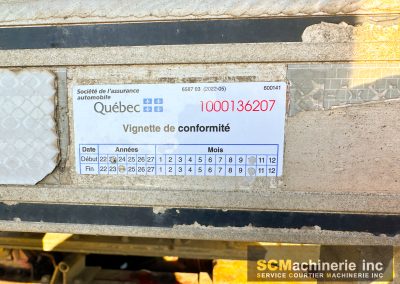 Société de l'assurance
automobile
6587 03 (2022-05)
600141
Québec
1000136207
Vignette de conformité
Date Années Mois
Début 22 24 25 26 27 1 2 3 4 5 6 7 8 9 11 12
Fin 22 23 25 26 27 1 2 3 4 5 6 7 8 9 11 12
SCMachinerie inc
SERVICE COURTIER MACHINERIE INC